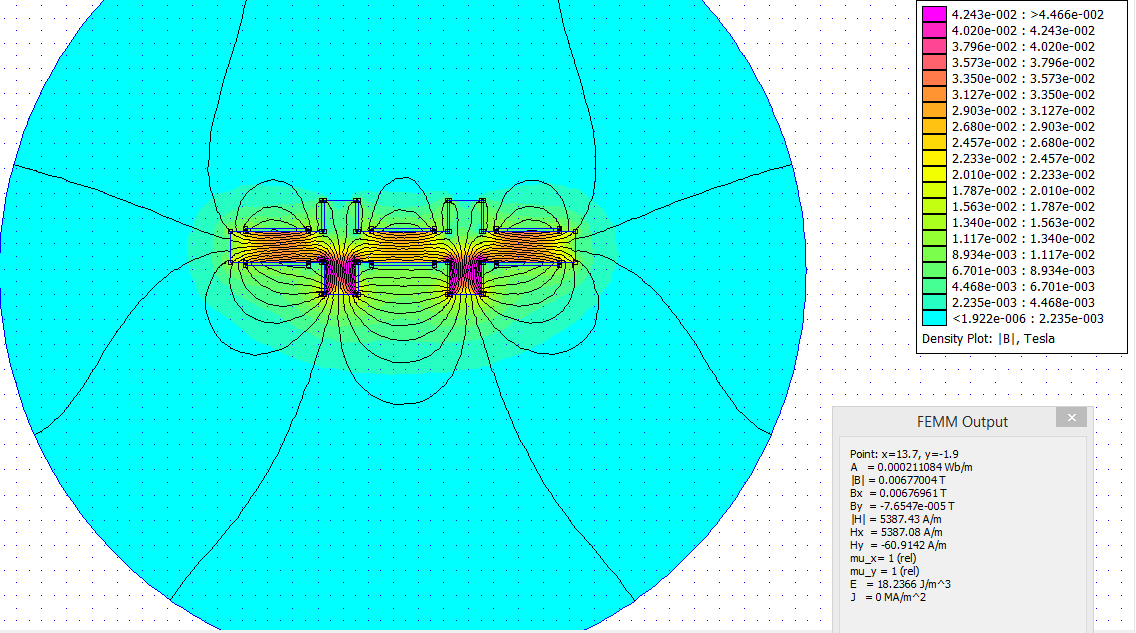 4.243e-002 : >4.466e-002
4.020e-002 : 4.243e-002
3.796e-002 : 4.020e-002
3.573e-002 : 3.796e-002
3.350e-002 : 3.573e-002
3.127e-002 : 3.350e-002
2.903e-002 : 3.127e-002
2.680e-002 : 2.903e-002
2.457e-002 : 2.680e-002
2.233e-002 : 2.457e-002
2.010e-002 : 2.233e-002
1.787e-002 : 2.010e-002
1.563e-002 : 1.787e-002
1.340e-002 : 1.563e-002
1.117e-002 : 1.340e-002
8.934e-003 : 1.117e-002
6.701e-003 : 8.934e-003
4.468e-003 : 6.701e-003
2.235e-003 : 4.468e-003
<1.922e-006 : 2.235e-003
Density Plot: |B|, Tesla
FEMM Output
Point: x=13.7, y=-1.9
A = 0.000211084 Wb/m
|B| = 0.00677004 T
Bx = 0.00676961 T
By = -7.6547e-005 T
|H| = 5387.43 A/m
Hx = 5387.08 A/m
Hy = -60.9142 A/m
mu_x= 1 (rel)
mu_y = 1 (rel)
E = 18.2366 J/m^3
J = 0 MA/m^2